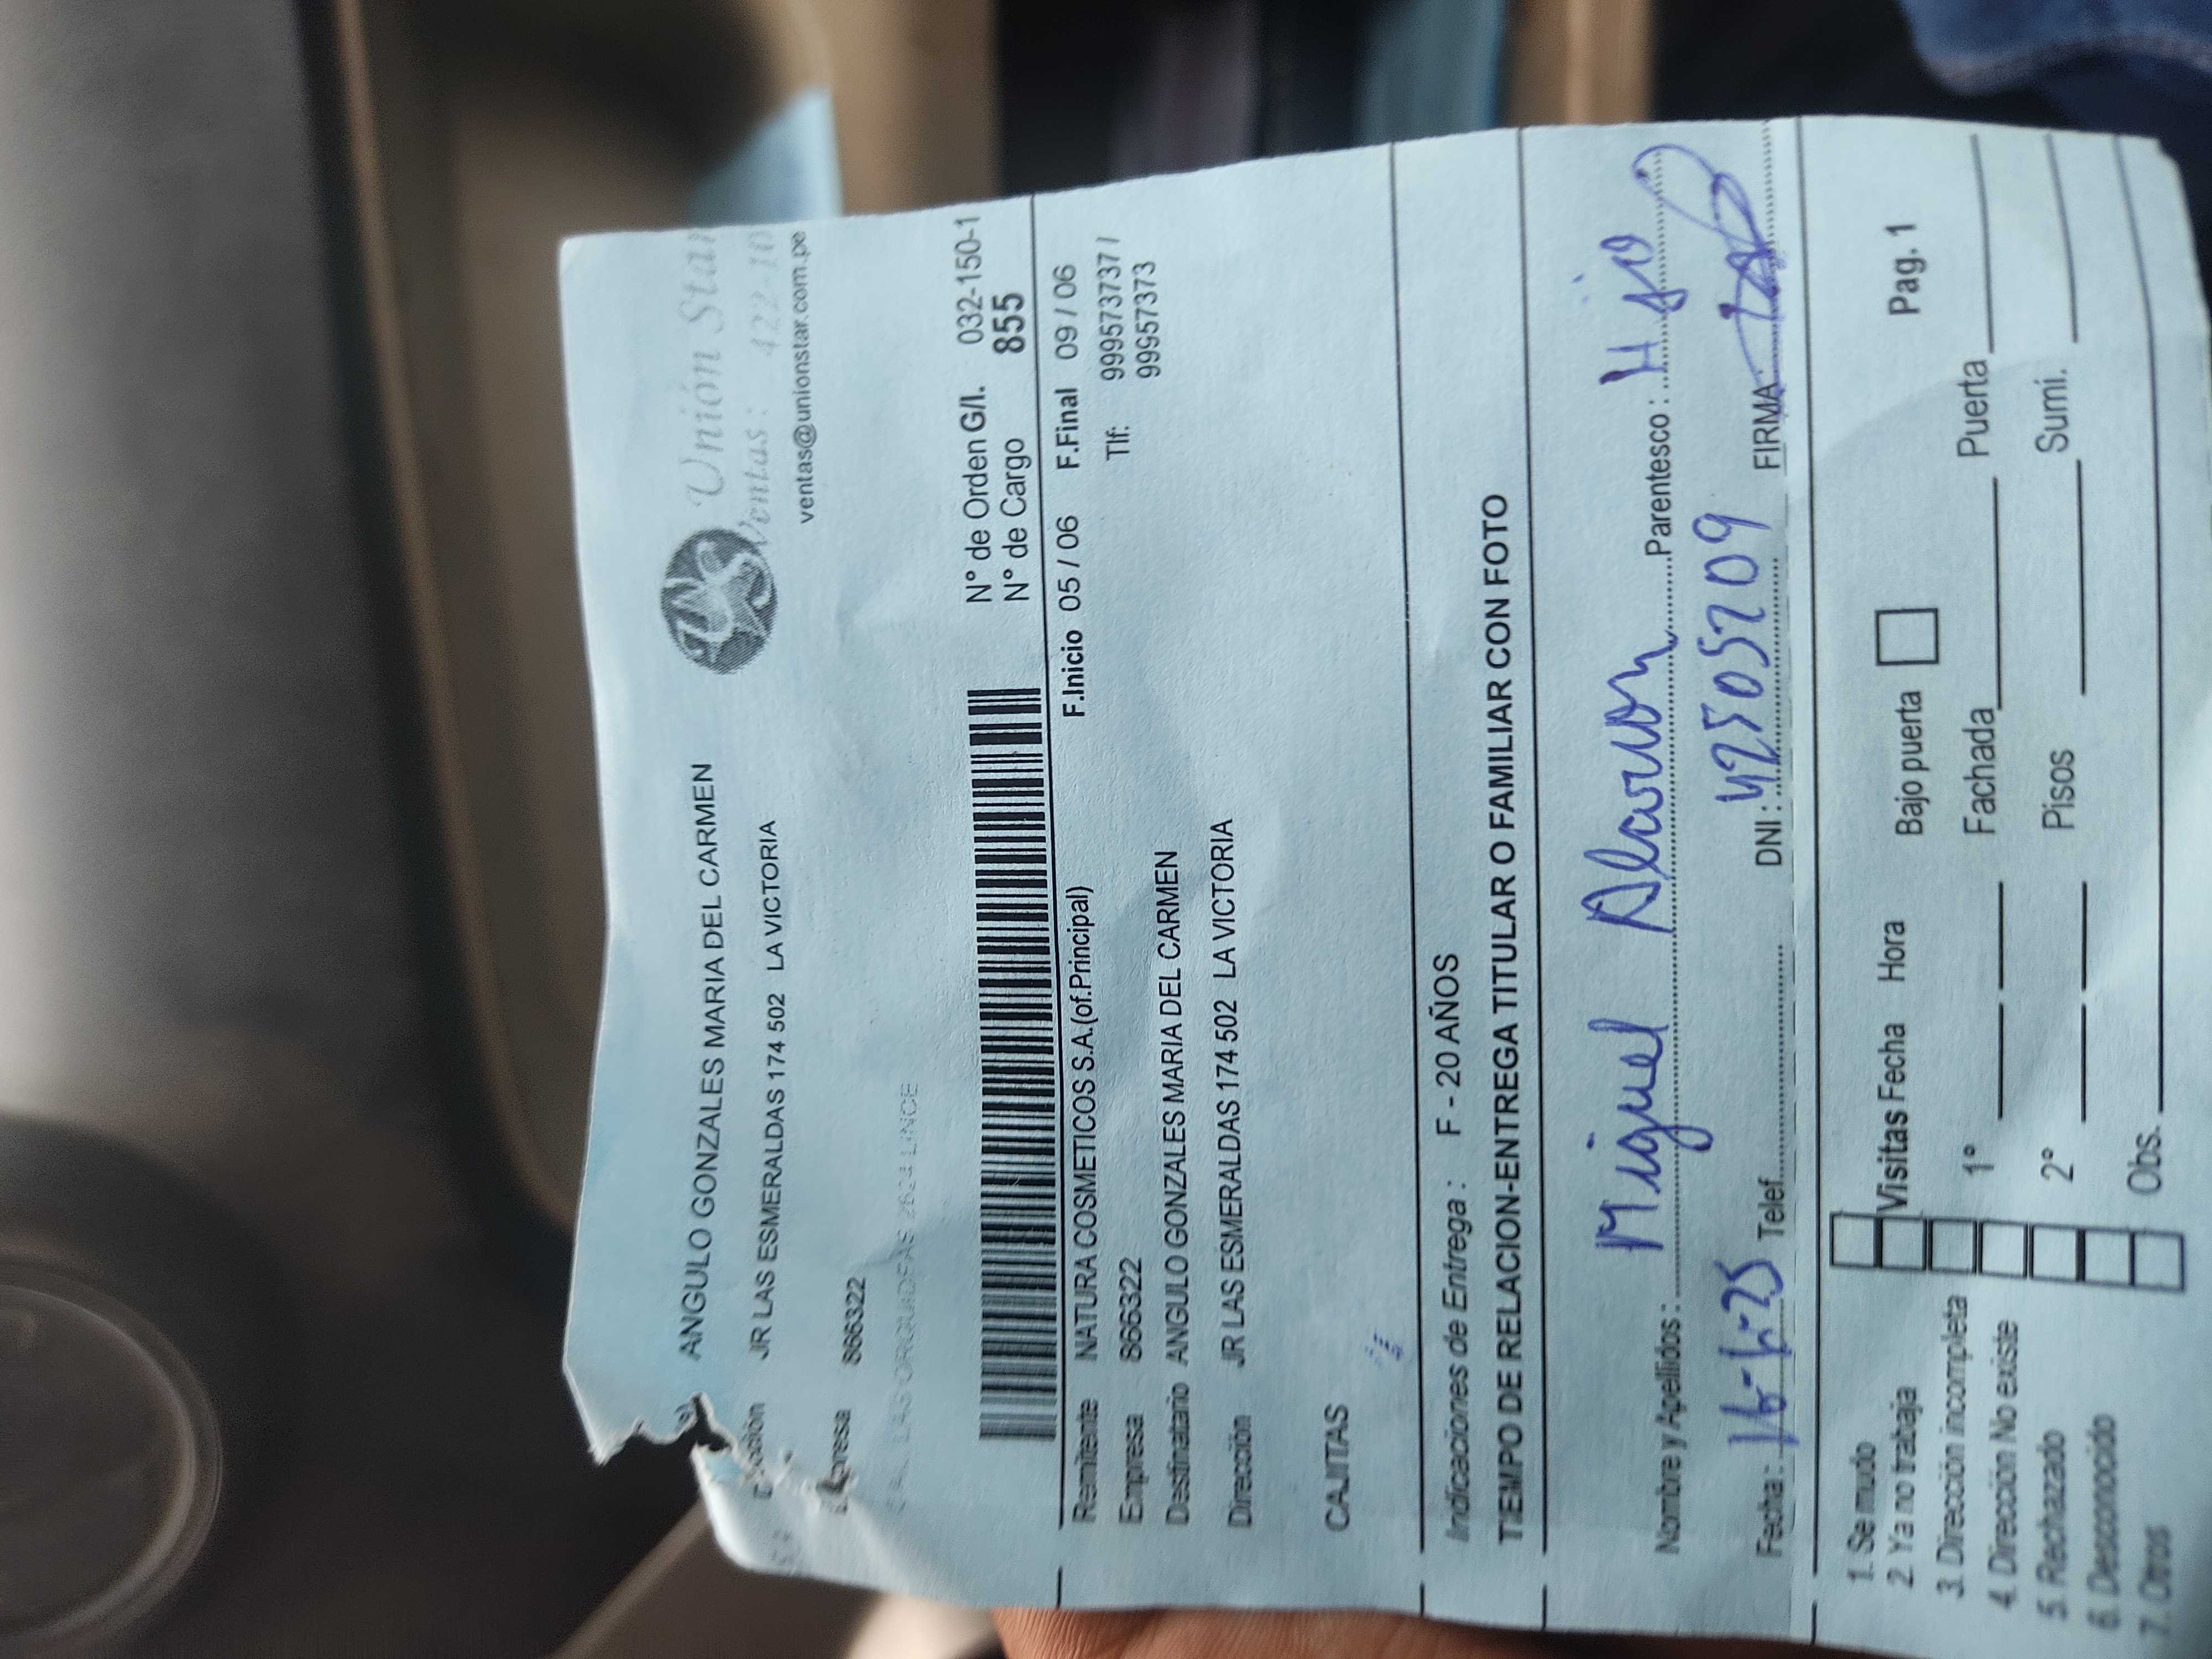 ANGULO GONZALES MARIA DEL CARMEN
Unión Star
Ventas: 422-10
JR LAS ESMERALDAS 174 502 LA VICTORIA
ventas@unionstar.com.pe
866322
N° de Orden G/I. 032-150-1
N° de Cargo 855
Remitente NATURA COSMETICOS S.A.(of.Principal) F.Inicio 05 / 06 F.Final 09 / 06
Empresa 866322 Tlf: 999573737 /
99957373
Destinatario ANGULO GONZALES MARIA DEL CARMEN
Dirección JR LAS ESMERALDAS 174 502 LA VICTORIA
CAJITAS
Indicaciones de Entrega : F - 20 AÑOS
TIEMPO DE RELACION-ENTREGA TITULAR O FAMILIAR CON FOTO
Nombre y Apellidos : Miguel Parentesco : Hijo
Fecha : 16-6-25 Telef. DNI : 42505209 FIRMA:
1. Se mudo
2. Ya no trabaja Visitas Fecha Hora Bajo puerta Pag. 1
3. Dirección incompleta 1° Fachada Puerta
4. Dirección No existe
5. Rechazado 2° Pisos Sumi.
6. Desconocido
7. Otros Obs.